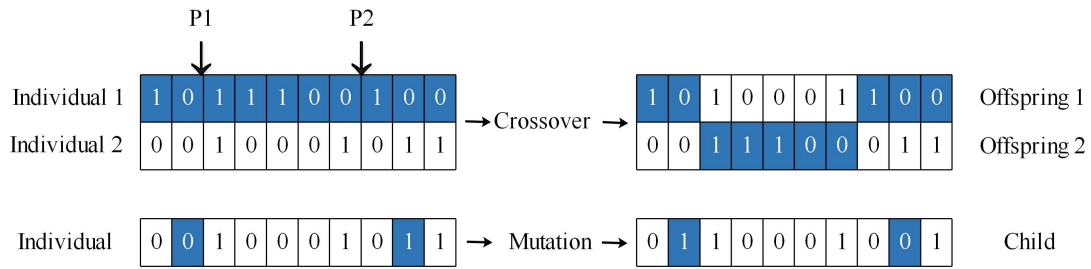 P1 P2
Individual 1 1 0 1 1 1 0 0 1 0 0 Crossover 1 0 1 0 0 0 1 1 0 0 Offspring 1
Individual 2 0 0 1 0 0 0 1 0 1 1 0 0 1 1 1 0 0 0 1 1 Offspring 2
Individual 0 0 1 0 0 0 1 0 1 1 Mutation 0 1 1 0 0 0 1 0 0 1 Child